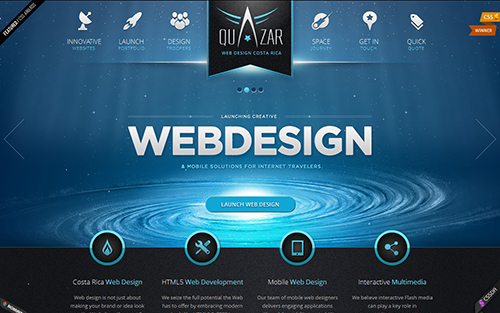 FEATURED CSS AWARDS
CSS
WINNER
INNOVATIVE
WEBSITES
LAUNCH
PORTFOLIO
DESIGN
TROOPERS
QUAZAR
WEB DESIGN COSTA RICA
SPACE
JOURNEY
GET IN
TOUCH
QUICK
QUOTE
LAUNCHING CREATIVE
WEBDESIGN
& MOBILE SOLUTIONS FOR INTERNET TRAVELERS.
LAUNCH WEB DESIGN
Costa Rica Web Design
Web design is not just about
making your brand or idea look
HTML5 Web Development
We seize the full potential the Web
has to offer by embracing modern
Mobile Web Design
Our team of mobile web designers
delivers engaging applications
Interactive Multimedia
We believe interactive Flash media
can play a key role in
CSSDA